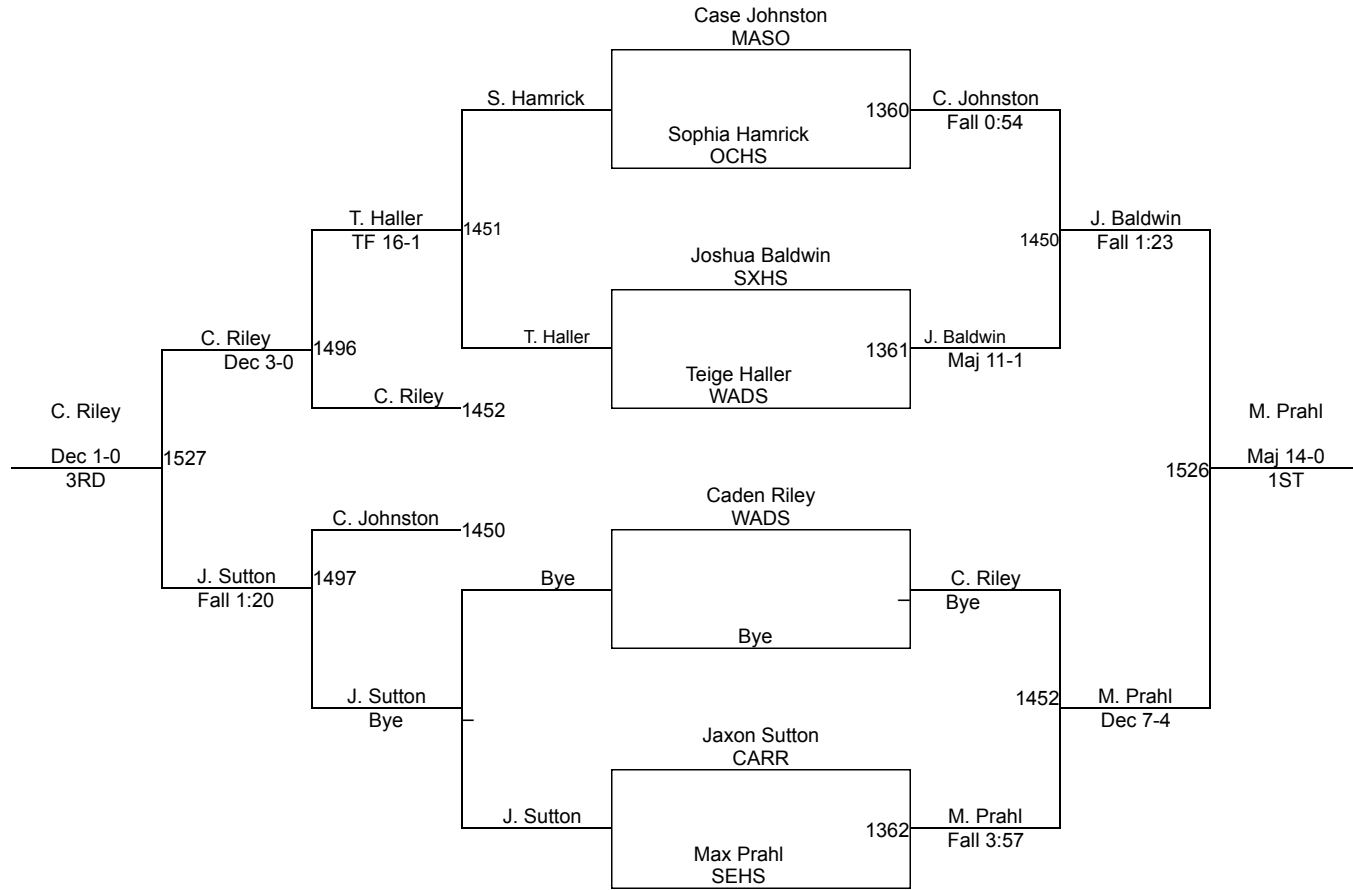 Case Johnston
MASO
S. Hamrick
1360
C. Johnston
Fall 0:54
Sophia Hamrick
OCHS
T. Haller
TF 16-1
1451
1450
J. Baldwin
Fall 1:23
Joshua Baldwin
SXHS
C. Riley
Dec 3-0
1496
T. Haller
1361
J. Baldwin
Maj 11-1
Teige Haller
WADS
C. Riley
1452
C. Riley
Dec 1-0
3RD
1527
M. Prahl
Maj 14-0
1ST
1526
Caden Riley
WADS
C. Johnston
1450
J. Sutton
Fall 1:20
1497
Bye
–
C. Riley
Bye
Bye
J. Sutton
Bye
–
1452
M. Prahl
Dec 7-4
Jaxon Sutton
CARR
J. Sutton
1362
M. Prahl
Fall 3:57
Max Prahl
SEHS